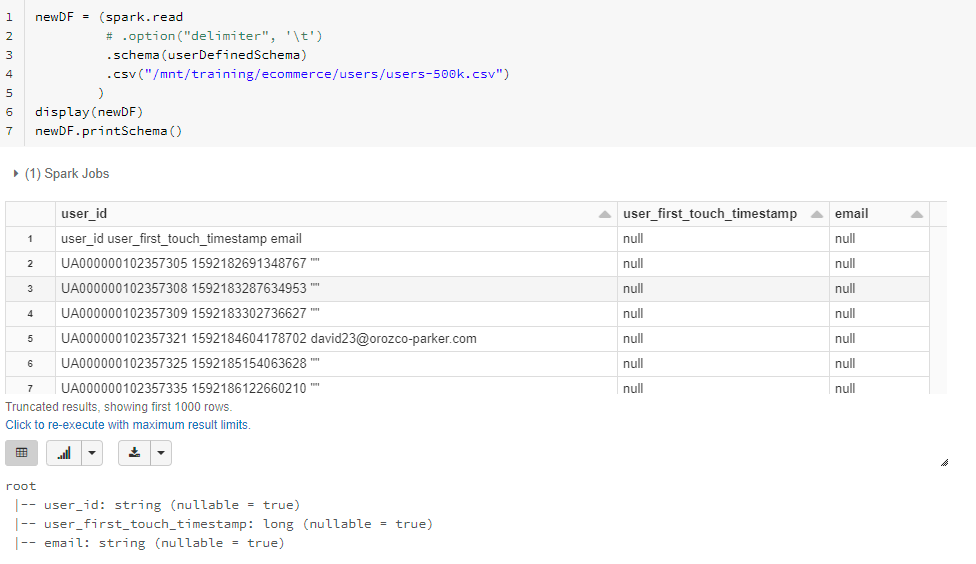 1 newDF = (spark.read
2 # .option("delimiter", '\t')
3 .schema(userDefinedSchema)
4 .csv("/mnt/training/ecommerce/users/users-500k.csv")
5 )
6 display(newDF)
7 newDF.printSchema()
(1) Spark Jobs
user_id user_first_touch_timestamp email
1 user_id user_first_touch_timestamp email null null
2 UA000000102357305 1592182691348767 "" null null
3 UA000000102357308 1592183287634953 "" null null
4 UA000000102357309 1592183302736627 "" null null
5 UA000000102357321 1592184604178702 david23@orozco-parker.com null null
6 UA000000102357325 1592185154063628 "" null null
7 UA000000102357335 1592186122660210 "" null null
Truncated results, showing first 1000 rows.
Click to re-execute with maximum result limits.
root
|-- user_id: string (nullable = true)
|-- user_first_touch_timestamp: long (nullable = true)
|-- email: string (nullable = true)